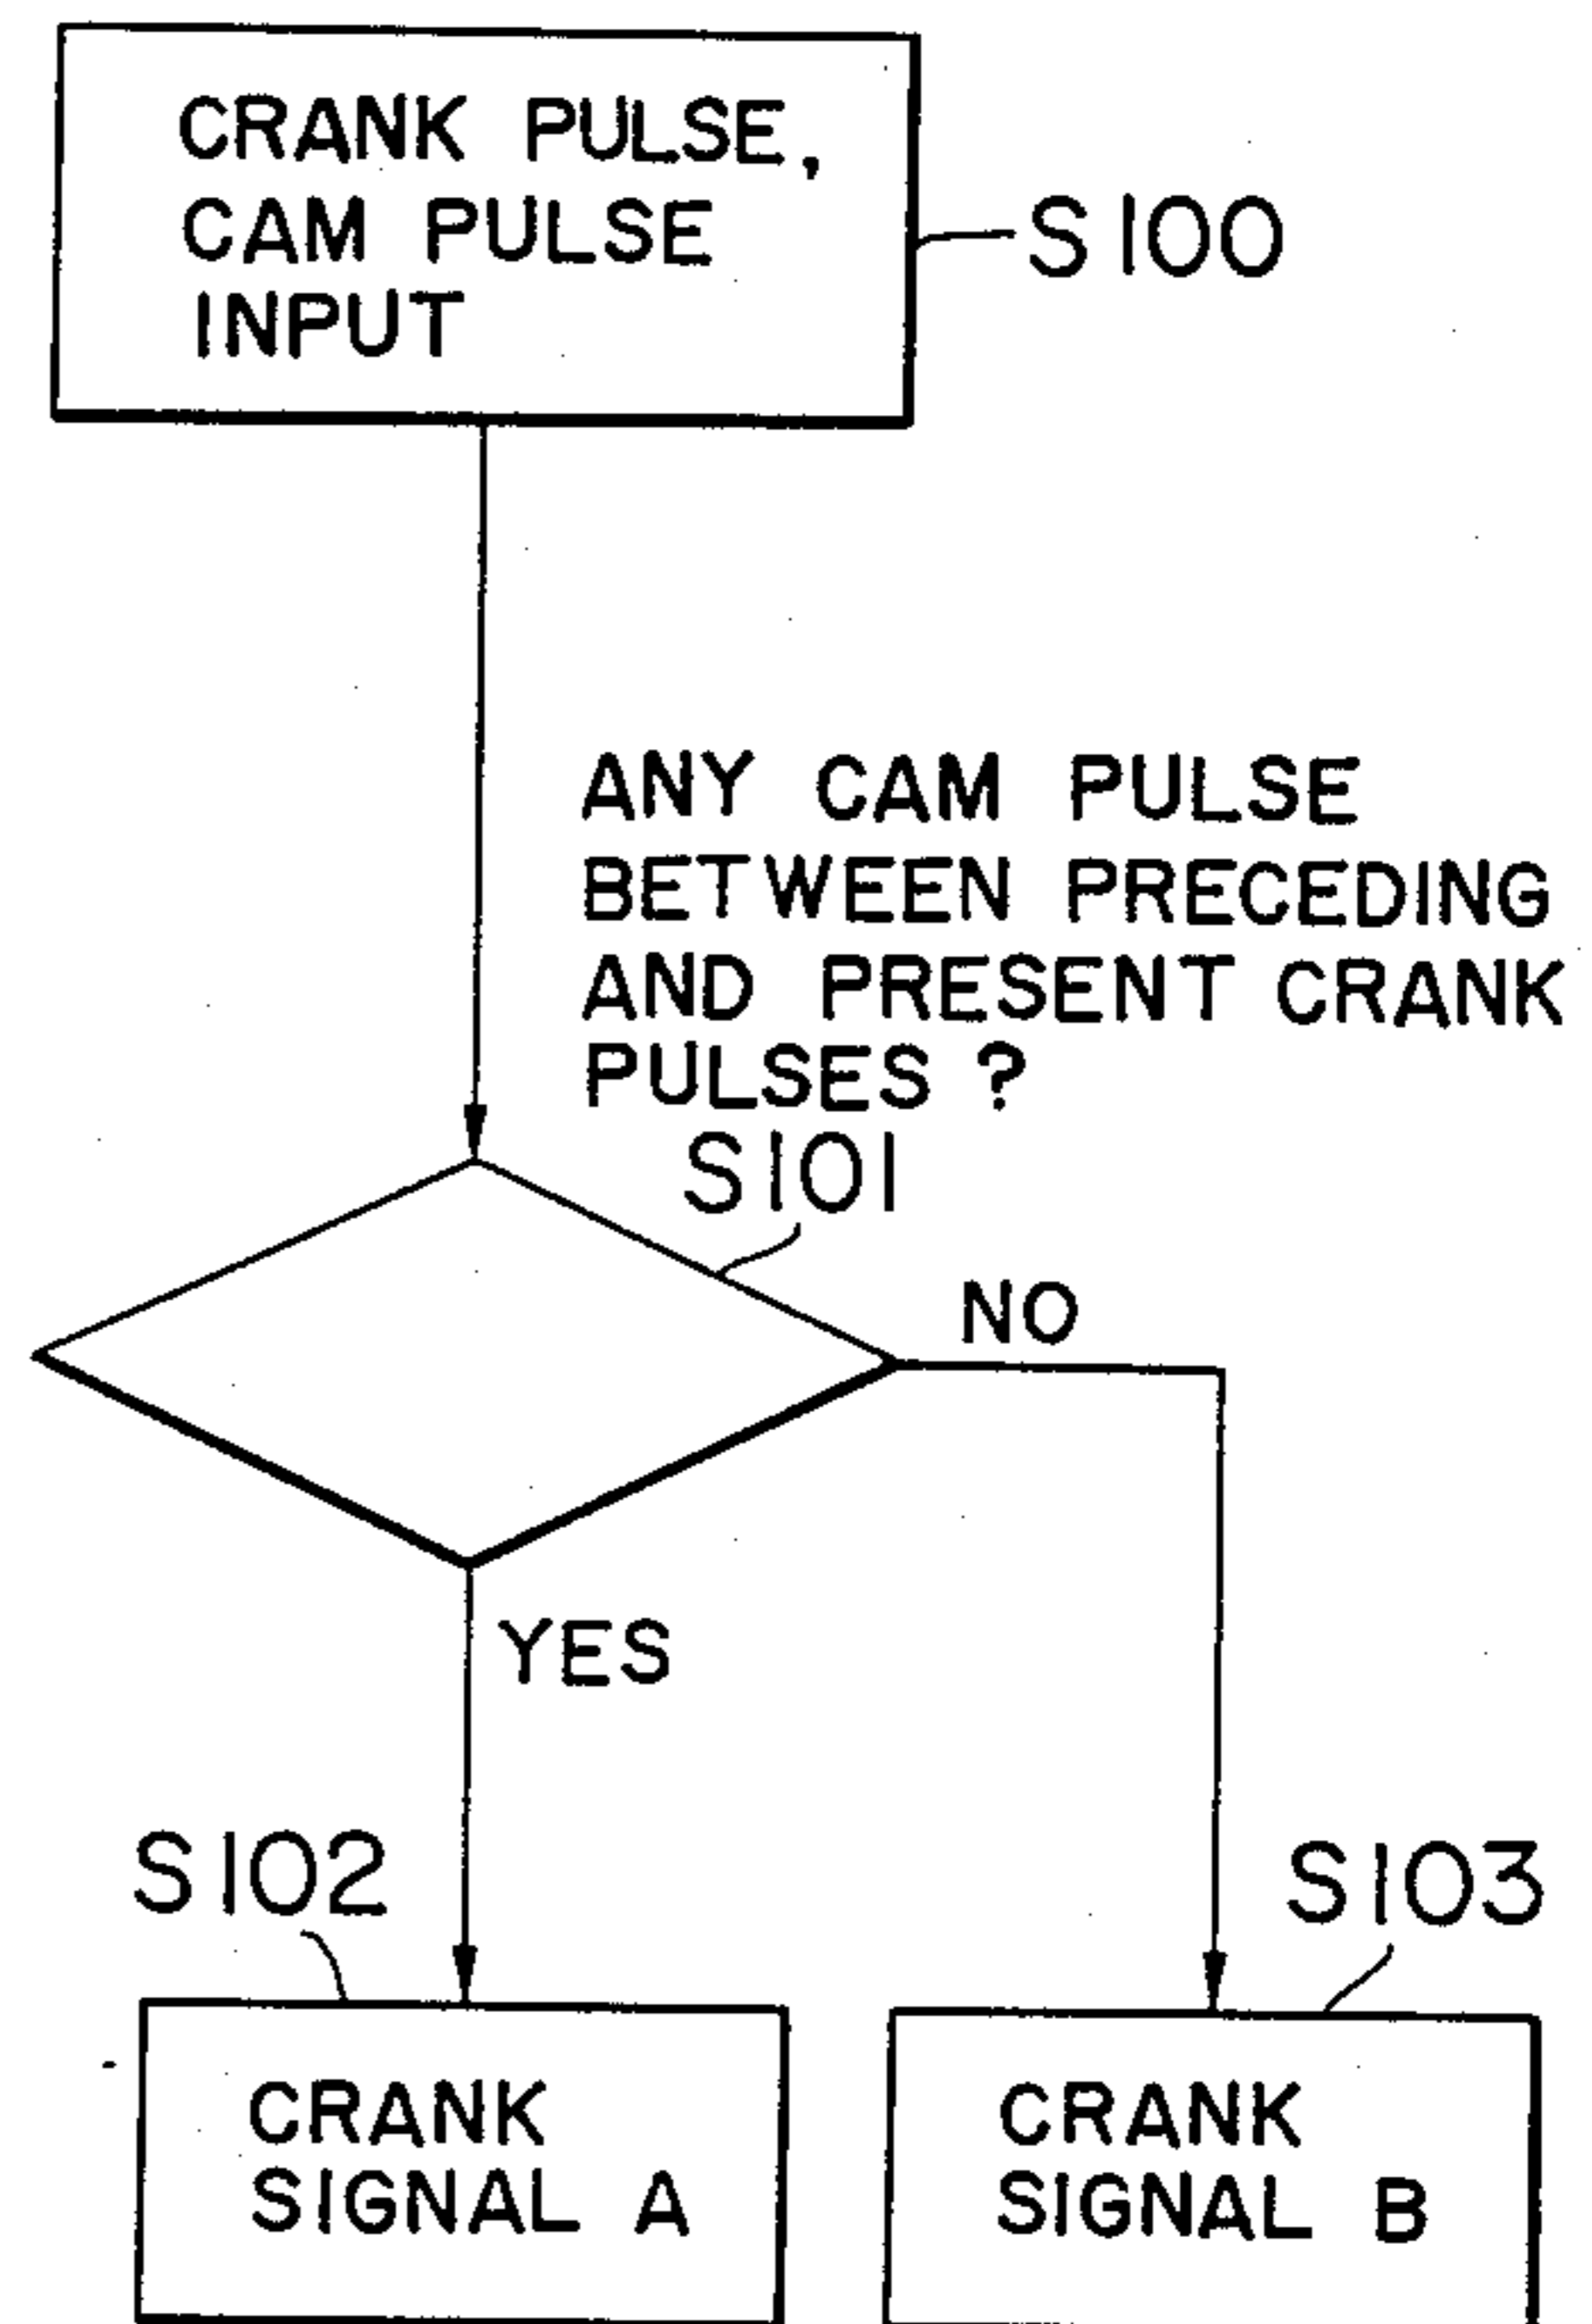 CRANK PULSE,
CAM PULSE
INPUT
S100
ANY CAM PULSE
BETWEEN PRECEDING
AND PRESENT CRANK
PULSES ?
S101
NO
YES
S102
S103
CRANK
SIGNAL A
CRANK
SIGNAL B